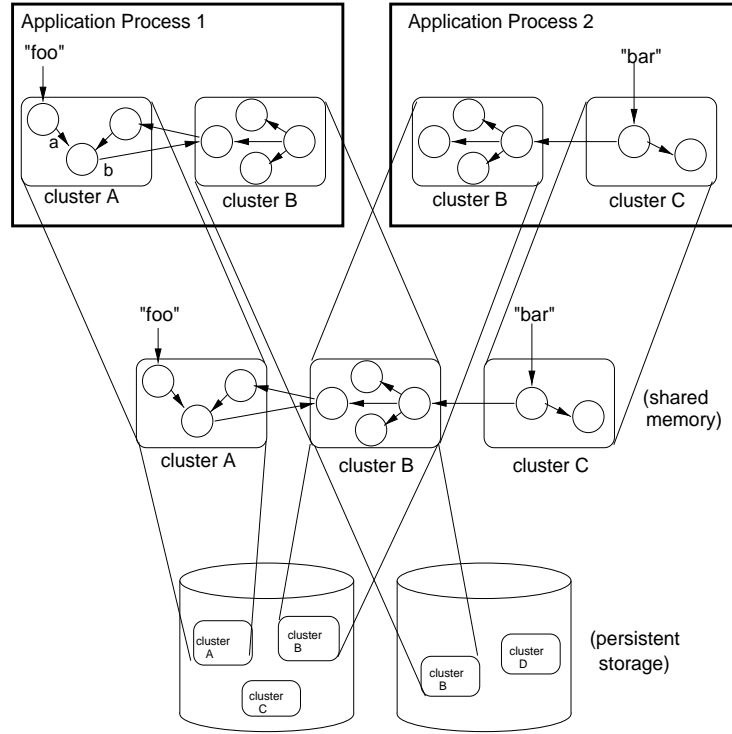 Application Process 1
Application Process 2
"foo"
"bar"
a
b
cluster A
cluster B
cluster B
cluster C
"foo"
"bar"
(shared
memory)
cluster A
cluster B
cluster C
cluster
A
cluster
B
cluster
C
cluster
B
cluster
D
(persistent
storage)